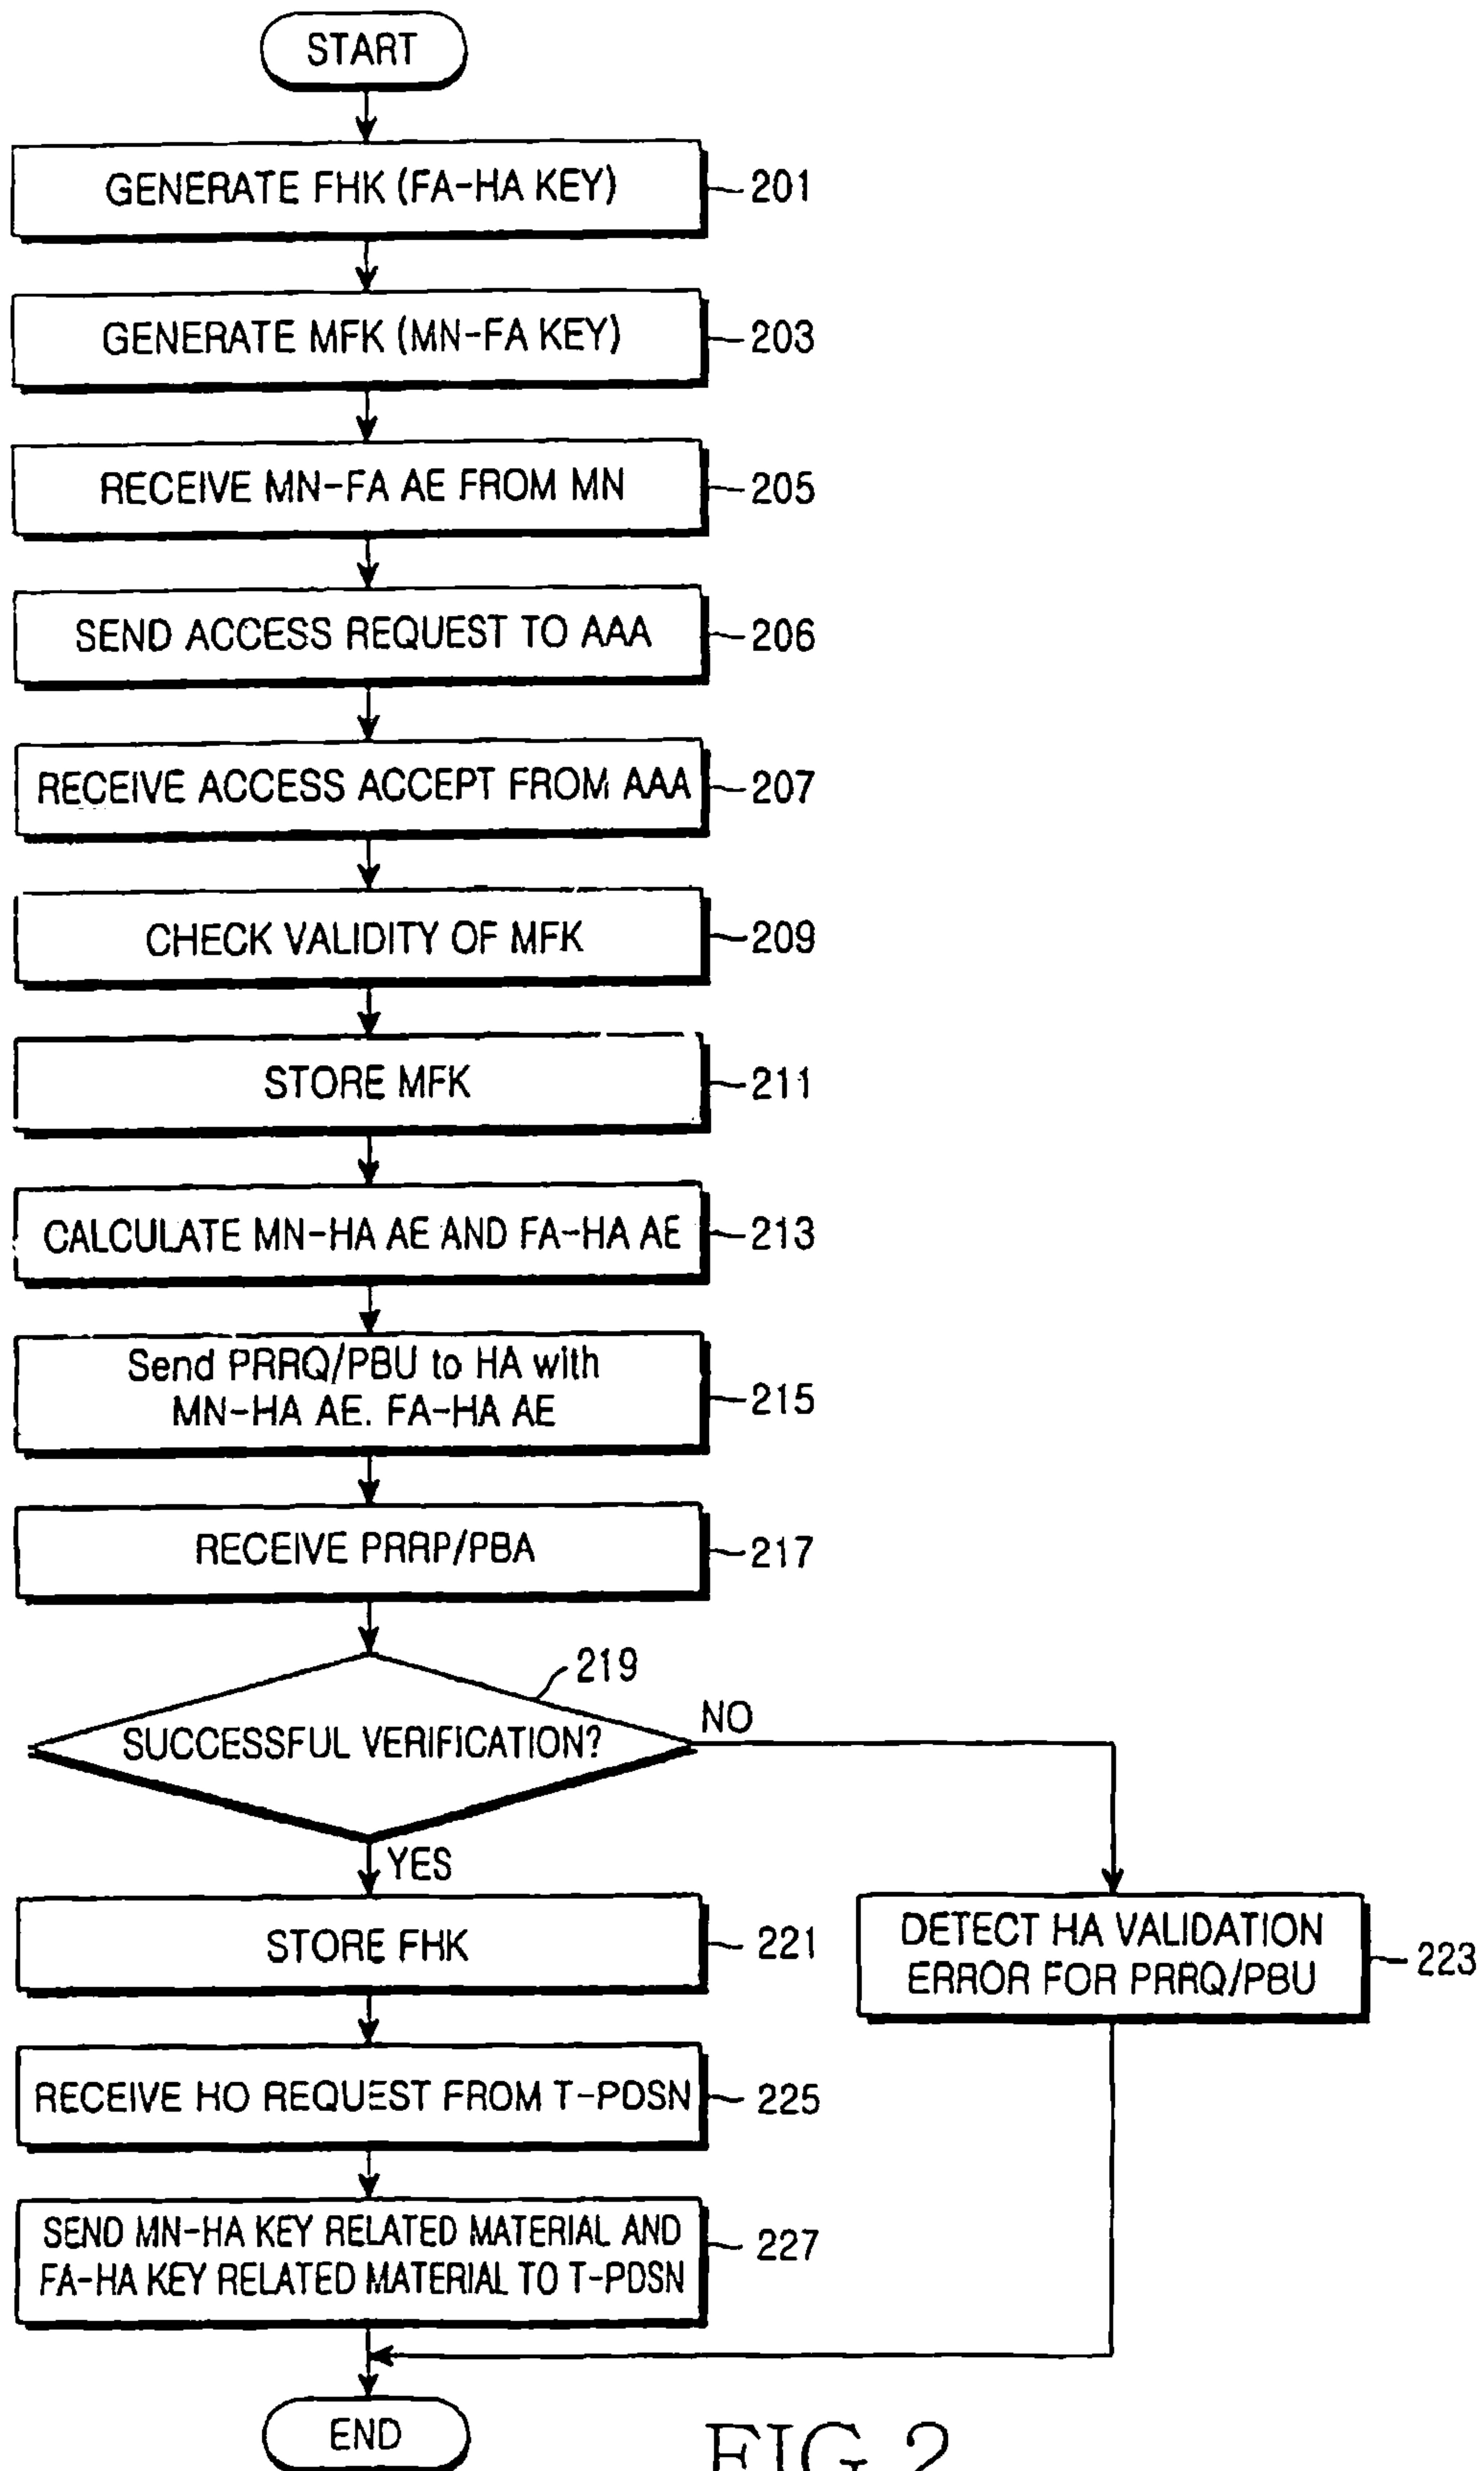 START
GENERATE FHK (FA-HA KEY)
201
GENERATE MFK (MN-FA KEY)
203
RECEIVE MN-FA AE FROM MN
205
SEND ACCESS REQUEST TO AAA
206
RECEIVE ACCESS ACCEPT FROM AAA
207
CHECK VALIDITY OF MFK
209
STORE MFK
211
CALCULATE MN-HA AE AND FA-HA AE
213
Send PRRQ/PBU to HA with
MN-HA AE. FA-HA AE
215
RECEIVE PRRP/PBA
217
219
SUCCESSFUL VERIFICATION?
NO
YES
STORE FHK
221
DETECT HA VALIDATION
ERROR FOR PRRQ/PBU
223
RECEIVE HO REQUEST FROM T-PDSN
225
SEND MN-HA KEY RELATED MATERIAL AND
FA-HA KEY RELATED MATERIAL TO T-PDSN
227
END
FIG.2